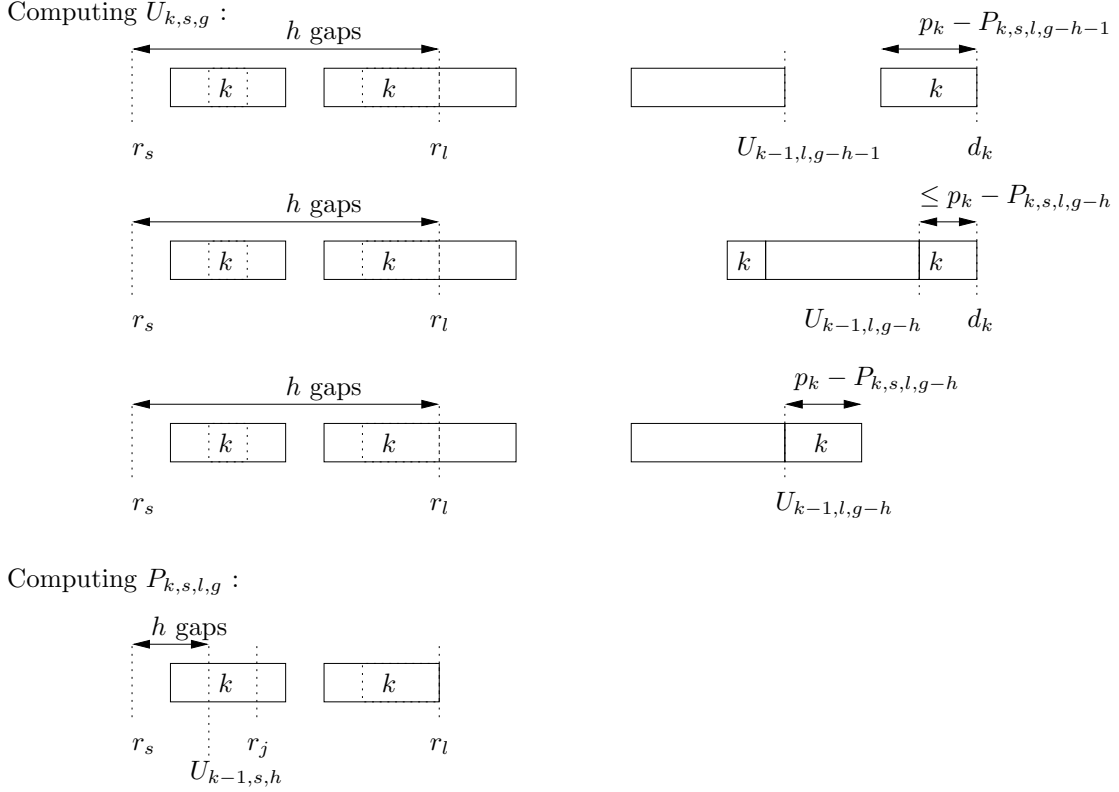 Computing $U_{k,s,g}$ :
$h$ gaps
$p_k - P_{k,s,l,g-h-1}$
$k$ $k$ $k$
$r_s$ $r_l$ $U_{k-1,l,g-h-1}$ $d_k$
$h$ gaps
$\leq p_k - P_{k,s,l,g-h}$
$k$ $k$ $k$ $k$
$r_s$ $r_l$ $U_{k-1,l,g-h}$ $d_k$
$h$ gaps
$p_k - P_{k,s,l,g-h}$
$k$ $k$ $k$
$r_s$ $r_l$ $U_{k-1,l,g-h}$
Computing $P_{k,s,l,g}$ :
$h$ gaps
$k$ $k$
$r_s$ $r_j$ $r_l$
$U_{k-1,s,h}$